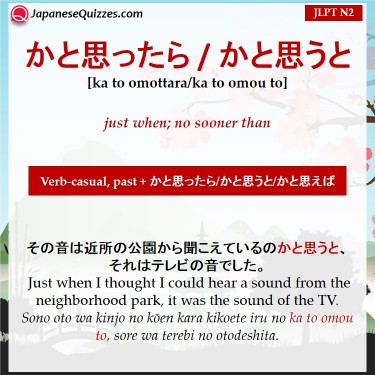 JapaneseQuizzes.com
JLPT N2
かと思ったら / かと思うと
[ka to omottara/ka to omou to]
just when; no sooner than
Verb-casual, past + かと思ったら/かと思うと/かと思えば
その音は近所の公園から聞こえているのかと思うと、
それはテレビの音でした。
Just when I thought I could hear a sound from the
neighborhood park, it was the sound of the TV.
Sono oto wa kinjo no kōen kara kikoete iru no ka to omou
to, sore wa terebi no otodeshita.